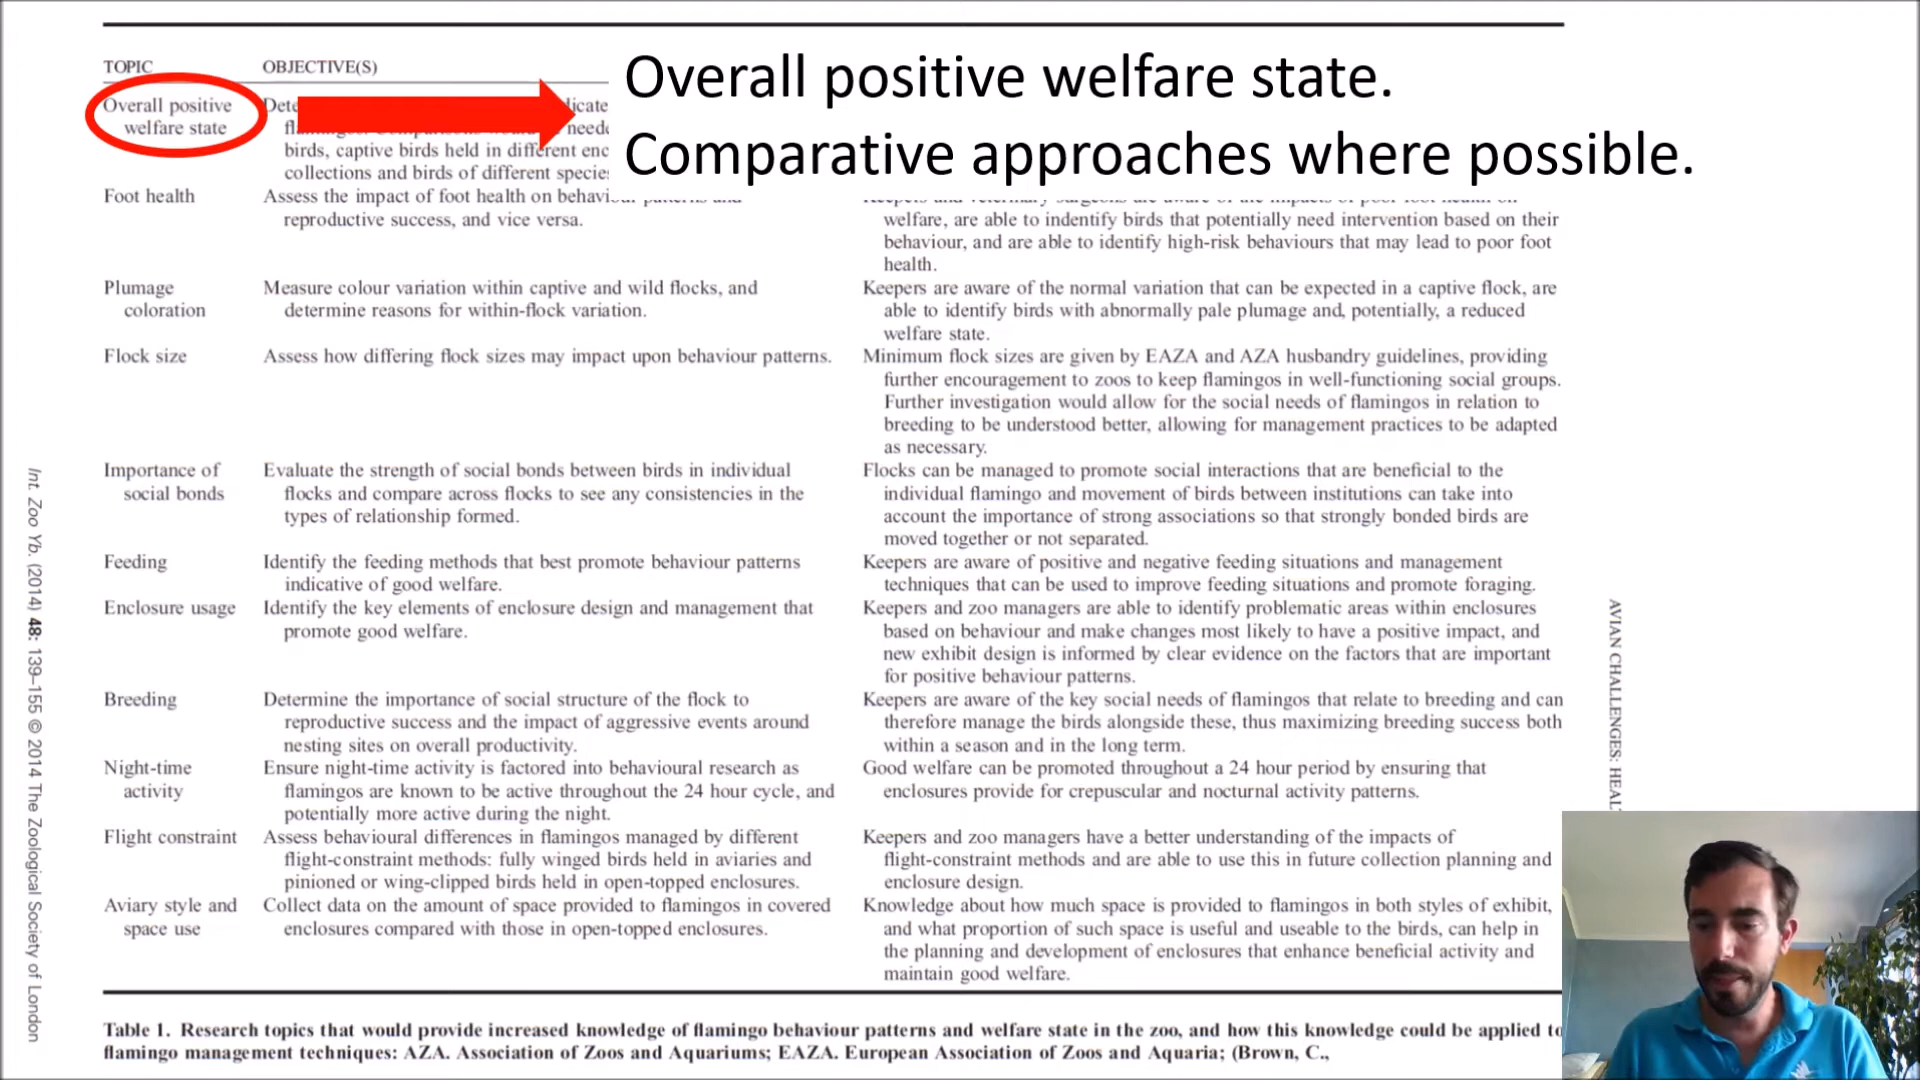 TOPIC OBJECTIVE(S)
Overall positive welfare state.
Comparative approaches where possible.
Overall positive
welfare state
birds, captive birds held in different
collections and birds of different
Foot health
Assess the impact of foot health on
reproductive success, and vice versa.
welfare, are able to indentify birds that potentially need intervention based on their
behaviour, and are able to identify high-risk behaviours that may lead to poor foot
health.
Plumage
coloration
Measure colour variation within captive and wild flocks, and
determine reasons for within-flock variation.
Keepers are aware of the normal variation that can be expected in a captive flock, are
able to identify birds with abnormally pale plumage and, potentially, a reduced
welfare state.
Flock size
Assess how differing flock sizes may impact upon behaviour patterns.
Minimum flock sizes are given by EAZA and AZA husbandry guidelines, providing
further encouragement to zoos to keep flamingos in well-functioning social groups.
Further investigation would allow for the social needs of flamingos in relation to
breeding to be understood better, allowing for management practices to be adapted
as necessary.
Importance of
social bonds
Evaluate the strength of social bonds between birds in individual
flocks and compare across flocks to see any consistencies in the
types of relationship formed.
Flocks can be managed to promote social interactions that are beneficial to the
individual flamingo and movement of birds between institutions can take into
account the importance of strong associations so that strongly bonded birds are
moved together or not separated.
Feeding
Identify the feeding methods that best promote behaviour patterns
indicative of good welfare.
Keepers are aware of positive and negative feeding situations and management
techniques that can be used to improve feeding situations and promote foraging.
Enclosure usage
Identify the key elements of enclosure design and management that
promote good welfare.
Keepers and zoo managers are able to identify problematic areas within enclosures
based on behaviour and make changes most likely to have a positive impact, and
new exhibit design is informed by clear evidence on the factors that are important
for positive behaviour patterns.
Breeding
Determine the importance of social structure of the flock to
reproductive success and the impact of aggressive events around
nesting sites on overall productivity.
Keepers are aware of the key social needs of flamingos that relate to breeding and can
therefore manage the birds alongside these, thus maximizing breeding success both
within a season and in the long term.
Night-time
activity
Ensure night-time activity is factored into behavioural research as
flamingos are known to be active throughout the 24 hour cycle, and
potentially more active during the night.
Good welfare can be promoted throughout a 24 hour period by ensuring that
enclosures provide for crepuscular and nocturnal activity patterns.
Flight constraint
Assess behavioural differences in flamingos managed by different
flight-constraint methods: fully winged birds held in aviaries and
pinioned or wing-clipped birds held in open-topped enclosures.
Keepers and zoo managers have a better understanding of the impacts of
flight-constraint methods and are able to use this in future collection planning and
enclosure design.
Aviary style and
space use
Collect data on the amount of space provided to flamingos in covered
enclosures compared with those in open-topped enclosures.
Knowledge about how much space is provided to flamingos in both styles of exhibit,
and what proportion of such space is useful and useable to the birds, can help in
the planning and development of enclosures that enhance beneficial activity and
maintain good welfare.
Table 1. Research topics that would provide increased knowledge of flamingo behaviour patterns and welfare state in the zoo, and how this knowledge could be applied to
flamingo management techniques: AZA. Association of Zoos and Aquariums; EAZA. European Association of Zoos and Aquaria; (Brown, C.,
Int. Zoo Yb. (2014) 48: 139–155 © 2014 The Zoological Society of London
AVIAN CHALLENGES: